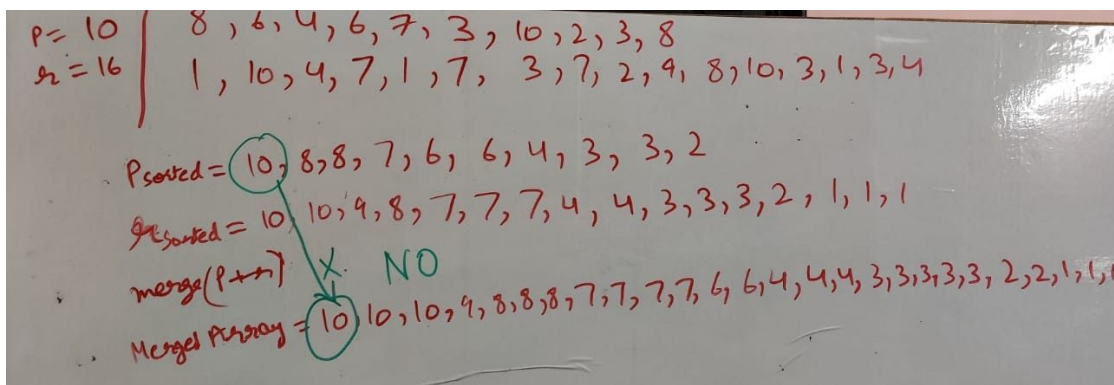 P= 10 8, 6, 4, 6, 7, 3, 10, 2, 3, 8
r = 16 1, 10, 4, 7, 1, 7, 3, 7, 2, 9, 8, 10, 3, 1, 3, 4
Psorted = 10, 8, 8, 7, 6, 6, 4, 3, 3, 2
rsorted = 10, 10, 9, 8, 7, 7, 7, 4, 4, 3, 3, 3, 2, 1, 1, 1
merge(P+r) X NO
Merged Array = 10, 10, 10, 9, 8, 8, 8, 7, 7, 7, 7, 6, 6, 4, 4, 4, 3, 3, 3, 3, 3, 2, 2, 1, 1, 1